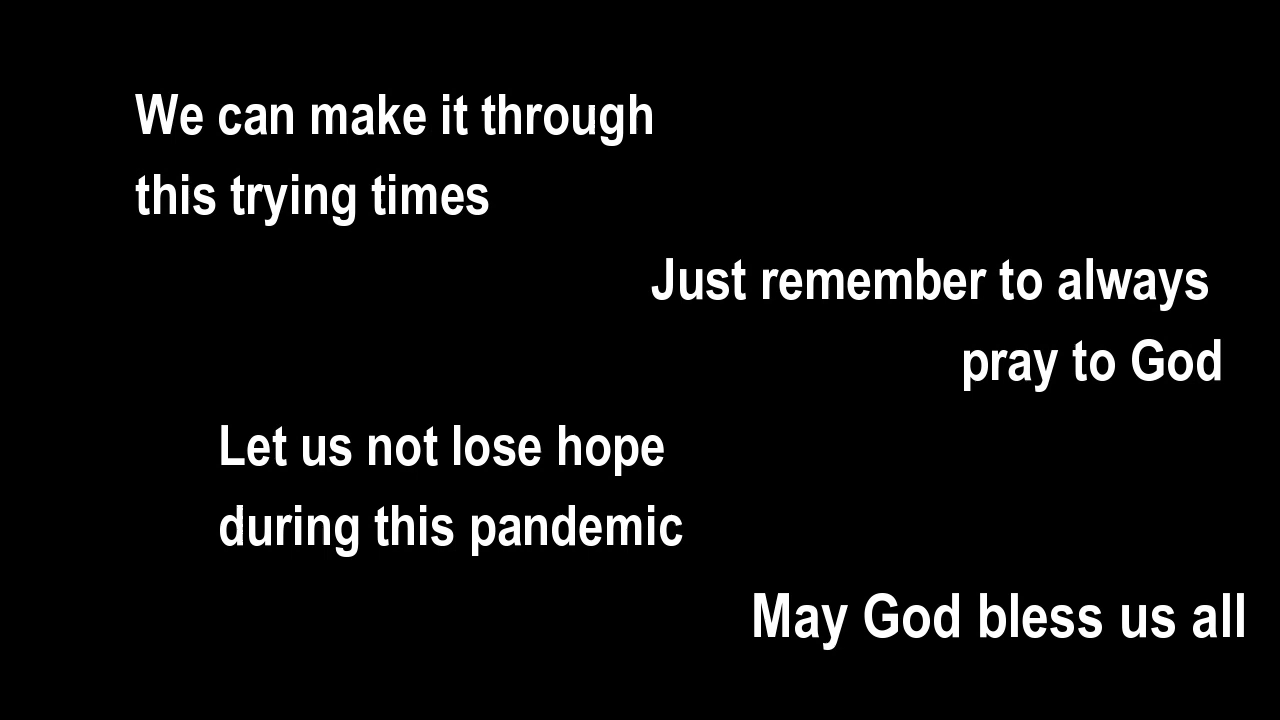 We can make it through
this trying times
Just remember to always
pray to God
Let us not lose hope
during this pandemic
May God bless us all